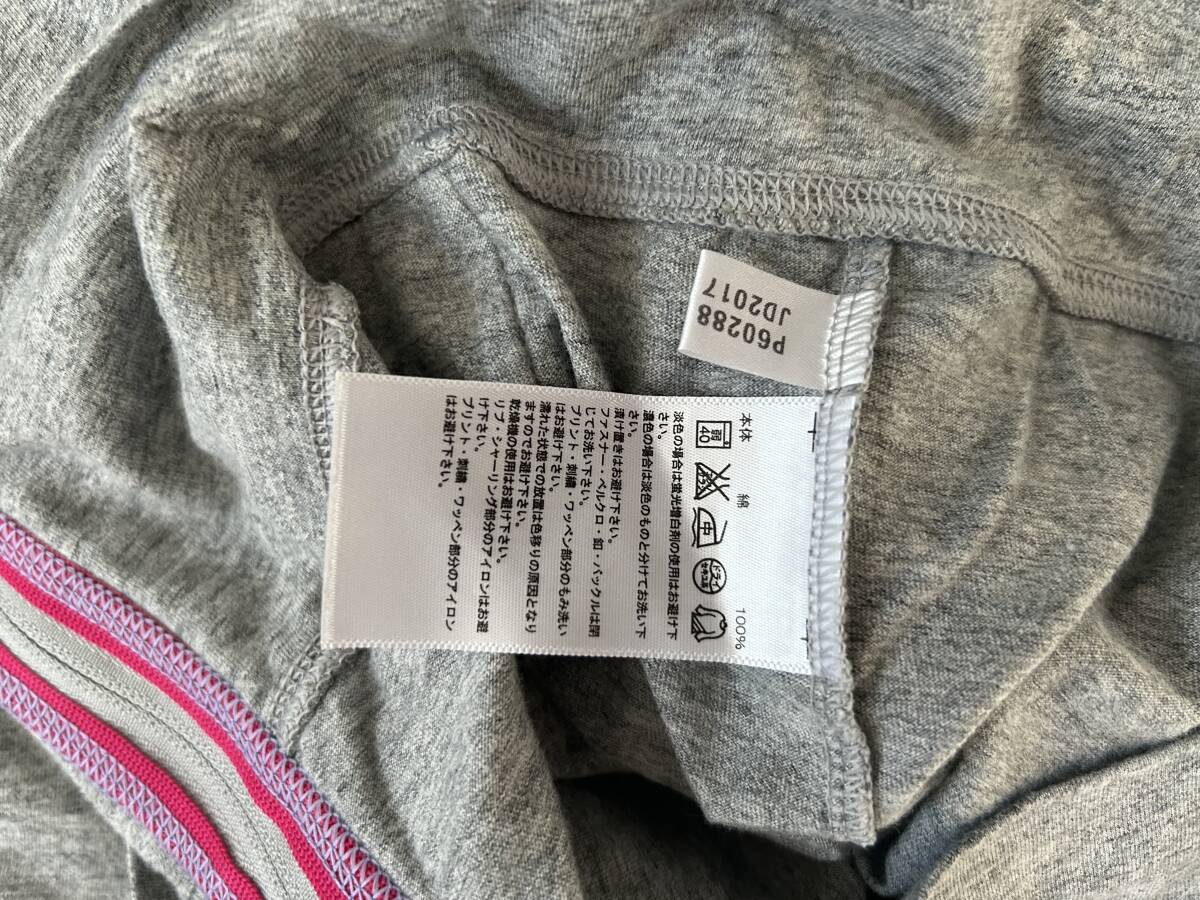 P60288
JD2017
本体 綿 100%
弱 40
ドライ
セキユ系
淡色の場合は蛍光増白剤の使用はお避け下
さい。
濃色の場合は淡色のものと分けてお洗い下
さい。
漬け置きはお避け下さい。
ファスナー・ベルクロ・釦・バックルは閉
じてお洗い下さい。
プリント・刺繍・ワッペン部分のもみ洗い
はお避け下さい。
濡れた状態での放置は色移りの原因となり
ますのでお避け下さい。
乾燥機の使用はお避け下さい。
リブ・シャーリング部分のアイロンはお避
け下さい。
プリント・刺繍・ワッペン部分のアイロン
はお避け下さい。